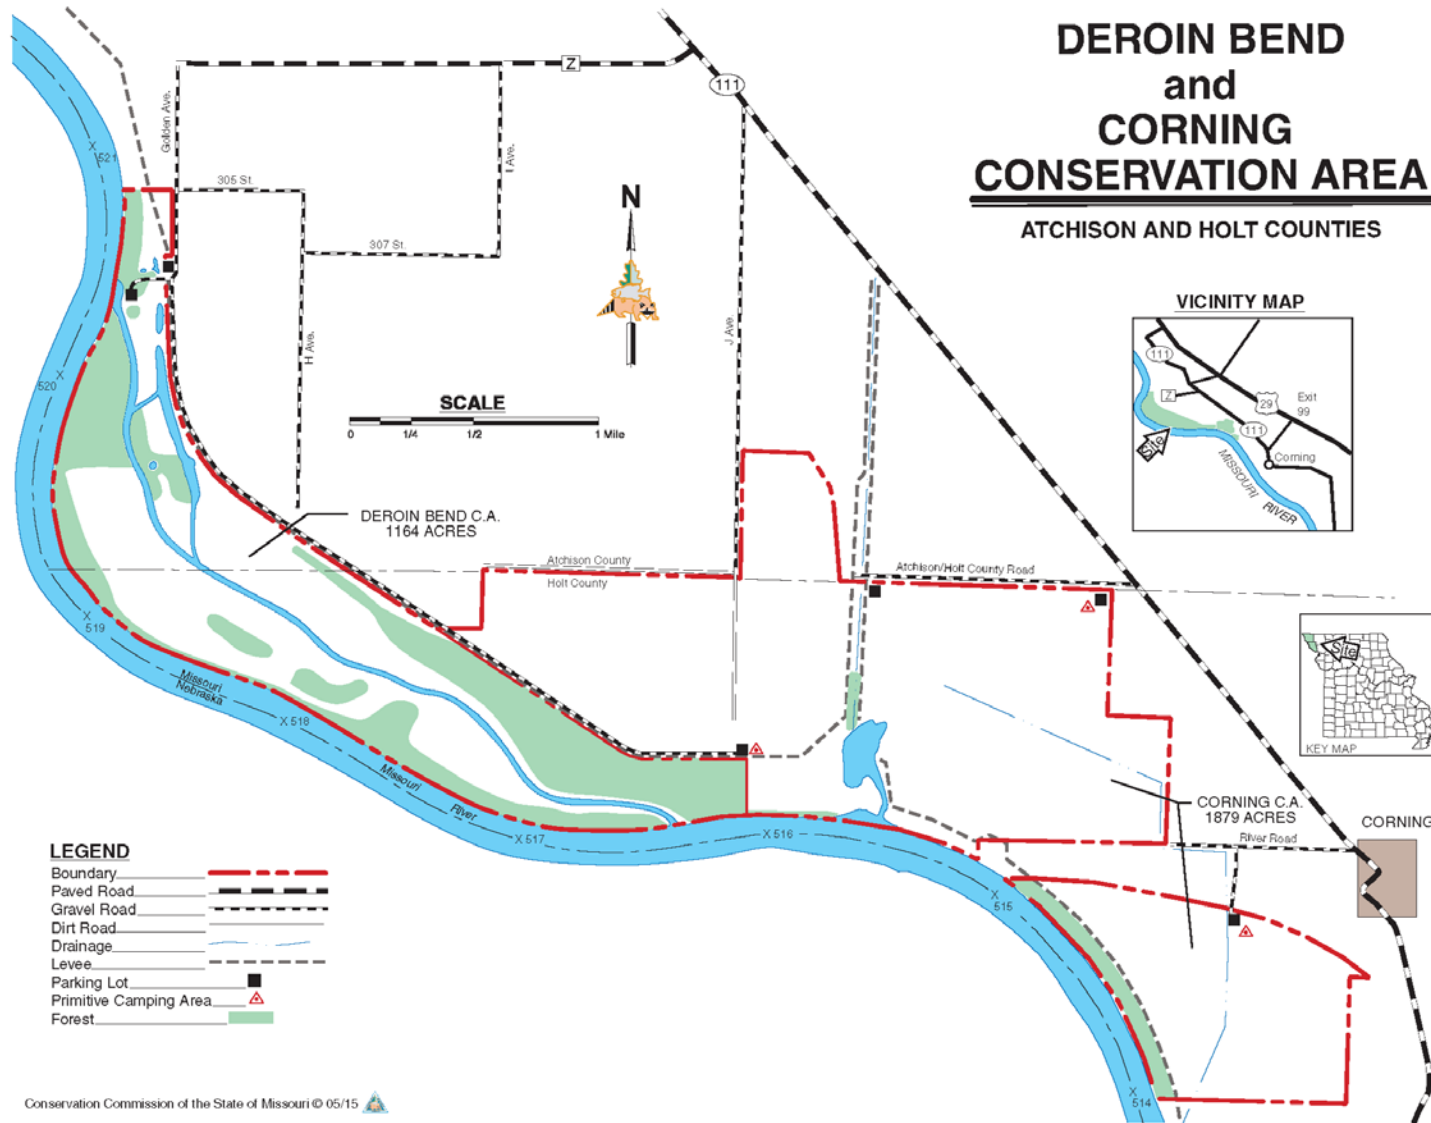 DEROIN BEND
and
CORNING
CONSERVATION AREA
ATCHISON AND HOLT COUNTIES
Z
111
Golden Ave.
I Ave.
305 St.
307 St.
H Ave.
J Ave.
N
X
521
X
520
SCALE
0 1/4 1/2 1 Mile
VICINITY MAP
111
Z
29
Exit
99
111
Site
Corning
MISSOURI
RIVER
DEROIN BEND C.A.
1164 ACRES
Atchison County
Holt County
Atchison/Holt County Road
X
519
Missouri
Nebraska
X 518
Missouri
River
X 517
X 516
X
515
X
514
Site
KEY MAP
CORNING C.A.
1879 ACRES
River Road
CORNING
LEGEND
Boundary
Paved Road
Gravel Road
Dirt Road
Drainage
Levee
Parking Lot
Primitive Camping Area
Forest
Conservation Commission of the State of Missouri © 05/15